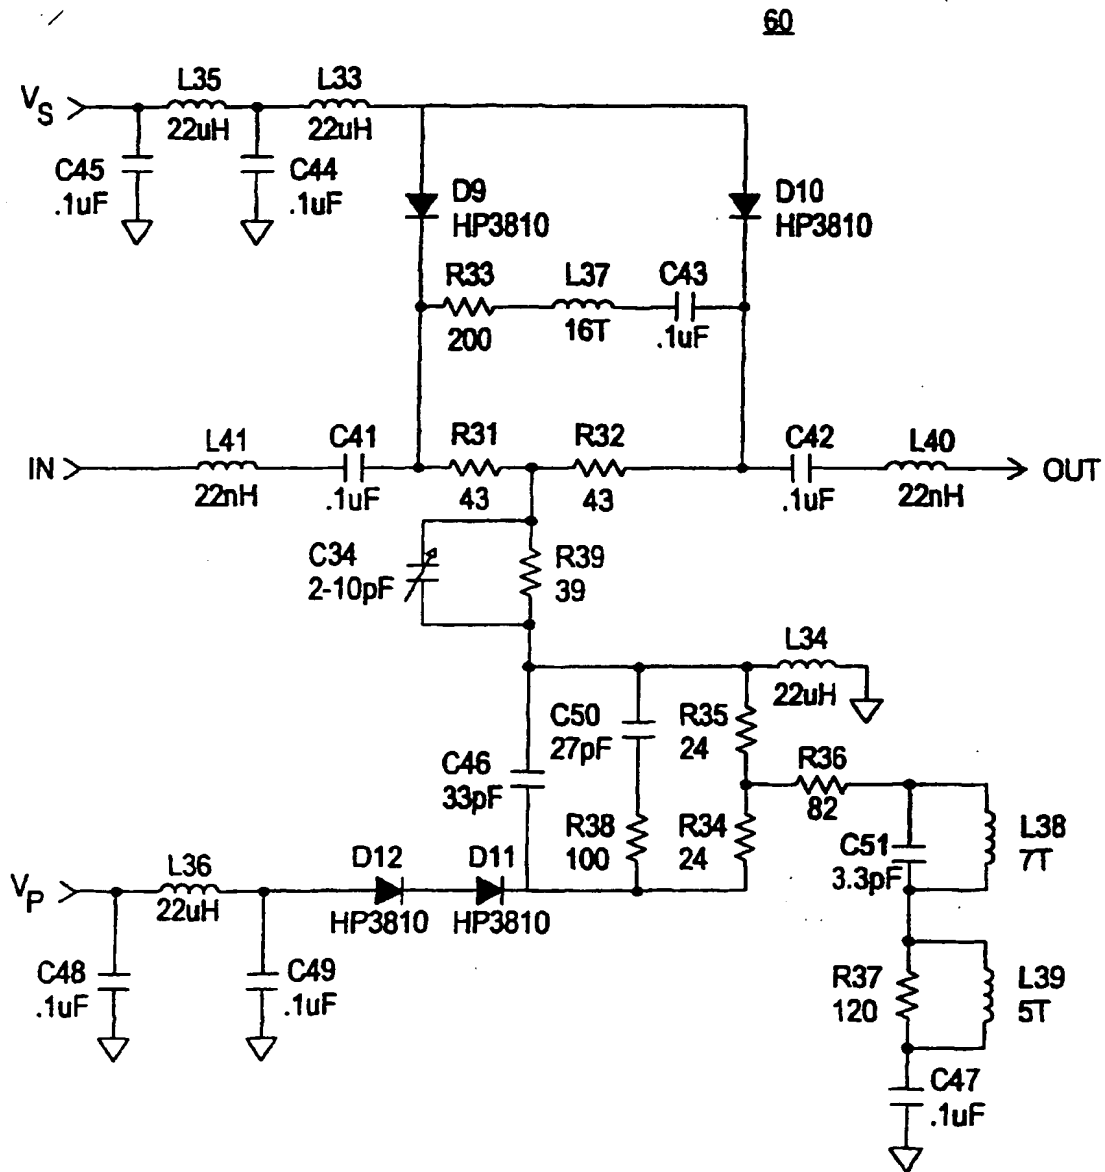 60
L35
L33
VS
22uH
22uH
C45
.1uF
C44
.1uF
D9
HP3810
D10
HP3810
R33
L37
C43
200
16T
.1uF
L41
C41
R31
R32
C42
L40
IN
OUT
22nH
.1uF
43
43
.1uF
22nH
C34
2-10pF
R39
39
L34
22uH
C50
27pF
R35
24
C46
33pF
R36
82
R38
100
R34
24
C51
3.3pF
L38
7T
L36
D12
D11
VP
22uH
HP3810
HP3810
C48
.1uF
C49
.1uF
R37
120
L39
5T
C47
.1uF